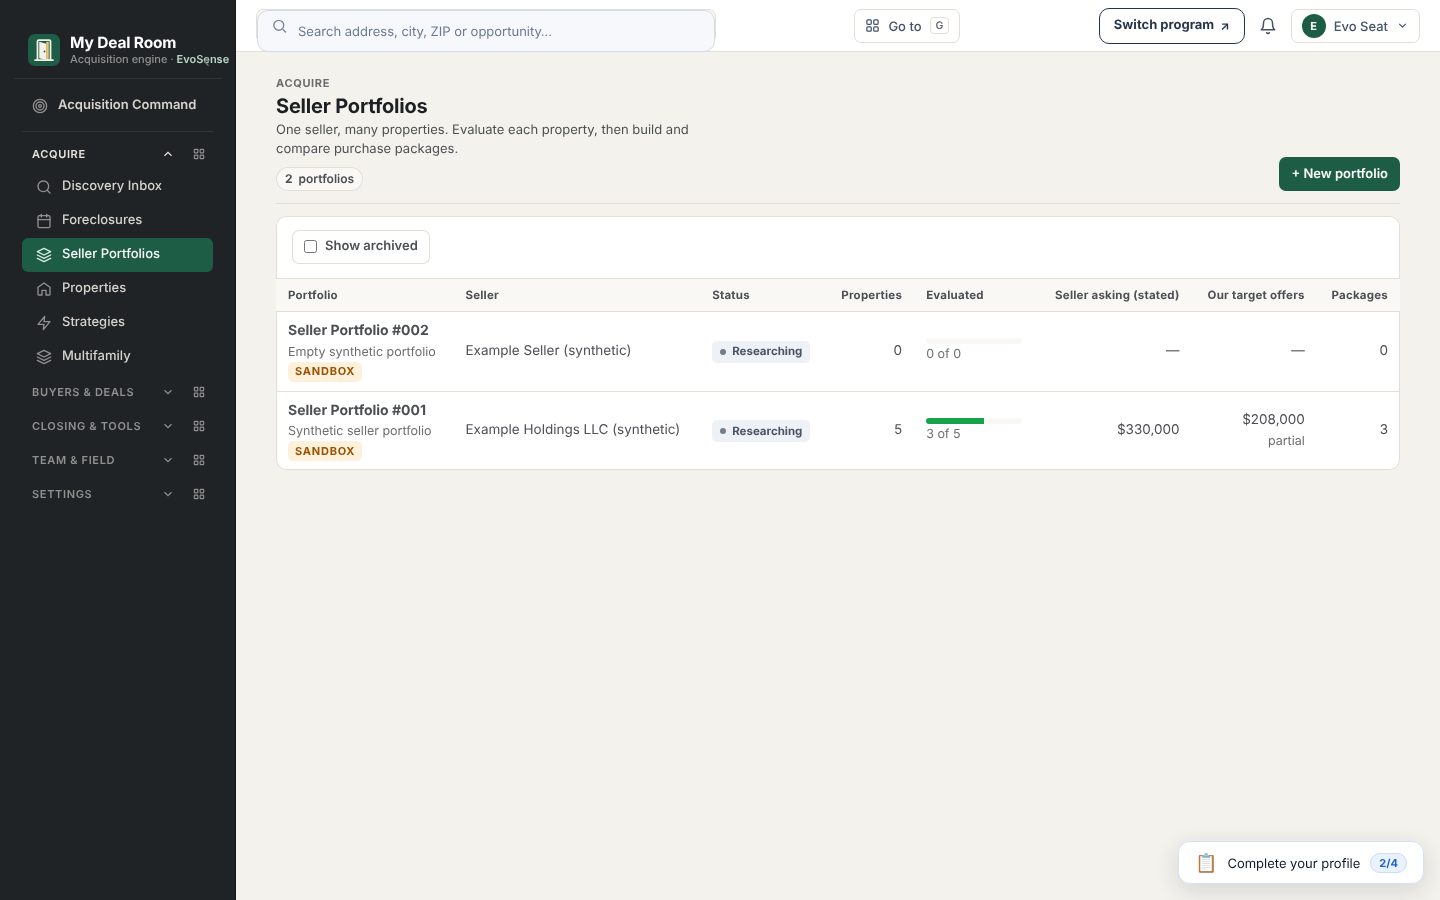 My Deal Room
Acquisition engine · EvoSense
Acquisition Command
ACQUIRE
Discovery Inbox
Foreclosures
Seller Portfolios
Properties
Strategies
Multifamily
BUYERS & DEALS
CLOSING & TOOLS
TEAM & FIELD
SETTINGS
Search address, city, ZIP or opportunity...
Go to G
Switch program
E Evo Seat
ACQUIRE
Seller Portfolios
One seller, many properties. Evaluate each property, then build and
compare purchase packages.
2 portfolios
+ New portfolio
Show archived
Portfolio Seller Status Properties Evaluated Seller asking (stated) Our target offers Packages
Seller Portfolio #002
Empty synthetic portfolio
SANDBOX
Example Seller (synthetic)
Researching
0
0 of 0
—
—
0
Seller Portfolio #001
Synthetic seller portfolio
SANDBOX
Example Holdings LLC (synthetic)
Researching
5
3 of 5
$330,000
$208,000
partial
3
Complete your profile 2/4